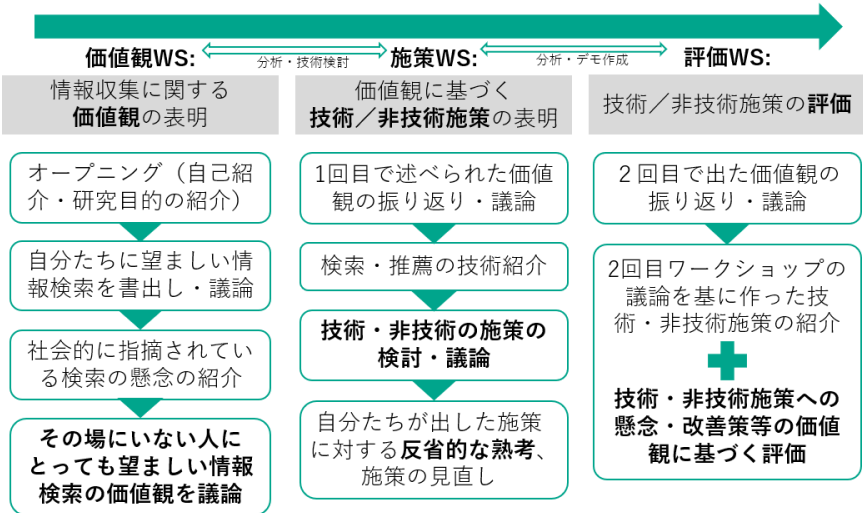 価値観WS:
分析・技術検討
施策WS:
分析・デモ作成
評価WS:
情報収集に関する
価値観の表明
価値観に基づく
技術／非技術施策の表明
技術／非技術施策の評価
オープニング（自己紹
介・研究目的の紹介）
自分たちに望ましい情
報検索を書出し・議論
社会的に指摘されてい
る検索の懸念の紹介
その場にいない人に
とっても望ましい情報
検索の価値観を議論
1回目で述べられた価値
観の振り返り・議論
検索・推薦の技術紹介
技術・非技術の施策の
検討・議論
自分たちが出した施策
に対する反省的な熟考、
施策の見直し
２回目で出た価値観の
振り返り・議論
2回目ワークショップの
議論を基に作った技
術・非技術施策の紹介
技術・非技術施策への
懸念・改善策等の価値
観に基づく評価